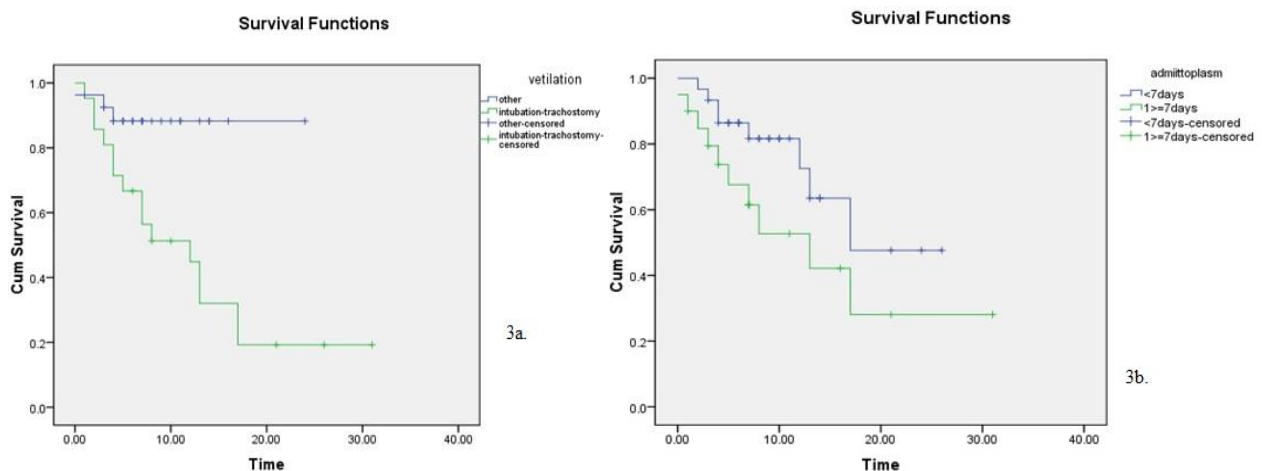 Survival Functions
vetilation
other
intubation-trachostomy
other-censored
intubation-trachostomy-
censored
Cum Survival
1.0
0.8
0.6
0.4
0.2
0.0
0.00 10.00 20.00 30.00 40.00
Time
3a.
Survival Functions
admiittoplasm
<7days
1>=7days
<7days-censored
1>=7days-censored
Cum Survival
1.0
0.8
0.6
0.4
0.2
0.0
0.00 10.00 20.00 30.00 40.00
Time
3b.